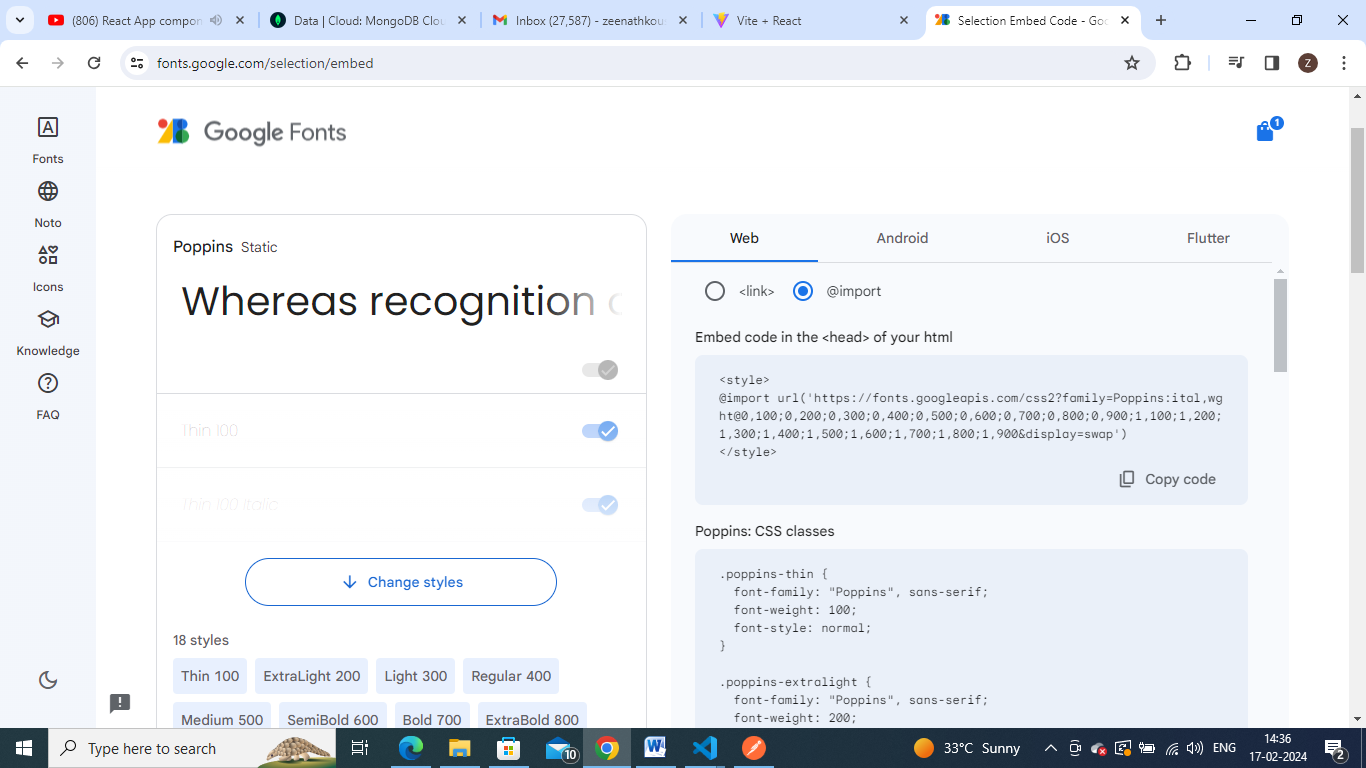 (806) React App compon
Data | Cloud: MongoDB Clou
Inbox (27,587) - zeenathkous
Vite + React
Selection Embed Code - Goo
fonts.google.com/selection/embed
Z
Fonts
Noto
Icons
Knowledge
FAQ
Google Fonts
1
Poppins Static
Whereas recognition
Thin 100
Thin 100 Italic
Change styles
18 styles
Thin 100 ExtraLight 200 Light 300 Regular 400
Medium 500 SemiBold 600 Bold 700 ExtraBold 800
Web Android iOS Flutter
<link> @import
Embed code in the <head> of your html
<style>
@import url('https://fonts.googleapis.com/css2?family=Poppins:ital,wg
ht@0,100;0,200;0,300;0,400;0,500;0,600;0,700;0,800;0,900;1,100;1,200;
1,300;1,400;1,500;1,600;1,700;1,800;1,900&display=swap')
</style>
Copy code
Poppins: CSS classes
.poppins-thin {
font-family: "Poppins", sans-serif;
font-weight: 100;
font-style: normal;
}
.poppins-extralight {
font-family: "Poppins", sans-serif;
font-weight: 200;
Type here to search
10
33°C Sunny
ENG
14:36
17-02-2024
2